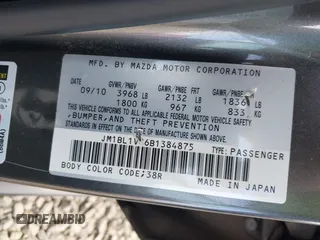 MFD. BY MAZDA MOTOR CORPORATION
GVWR/PNBV GAWR/PNBE GAWR/PNBE
09/10 3968 LB 2132 LB 1836 LB
1800 KG 967 KG 833 KG
THIS VEHICLE CONFORMS TO ALL APPLICABLE FEDERAL MOTOR VEHICLE SAFETY
,BUMPER,AND THEFT PREVENTION
STANDARDS IN EFFECT ON THE DATE OF MANUFACTURE SHOWN ABOVE.
6B1384875 TYPE:PASSENGER
BODY COLOR CODE:38R
MADE IN JAPAN
DREAMBID